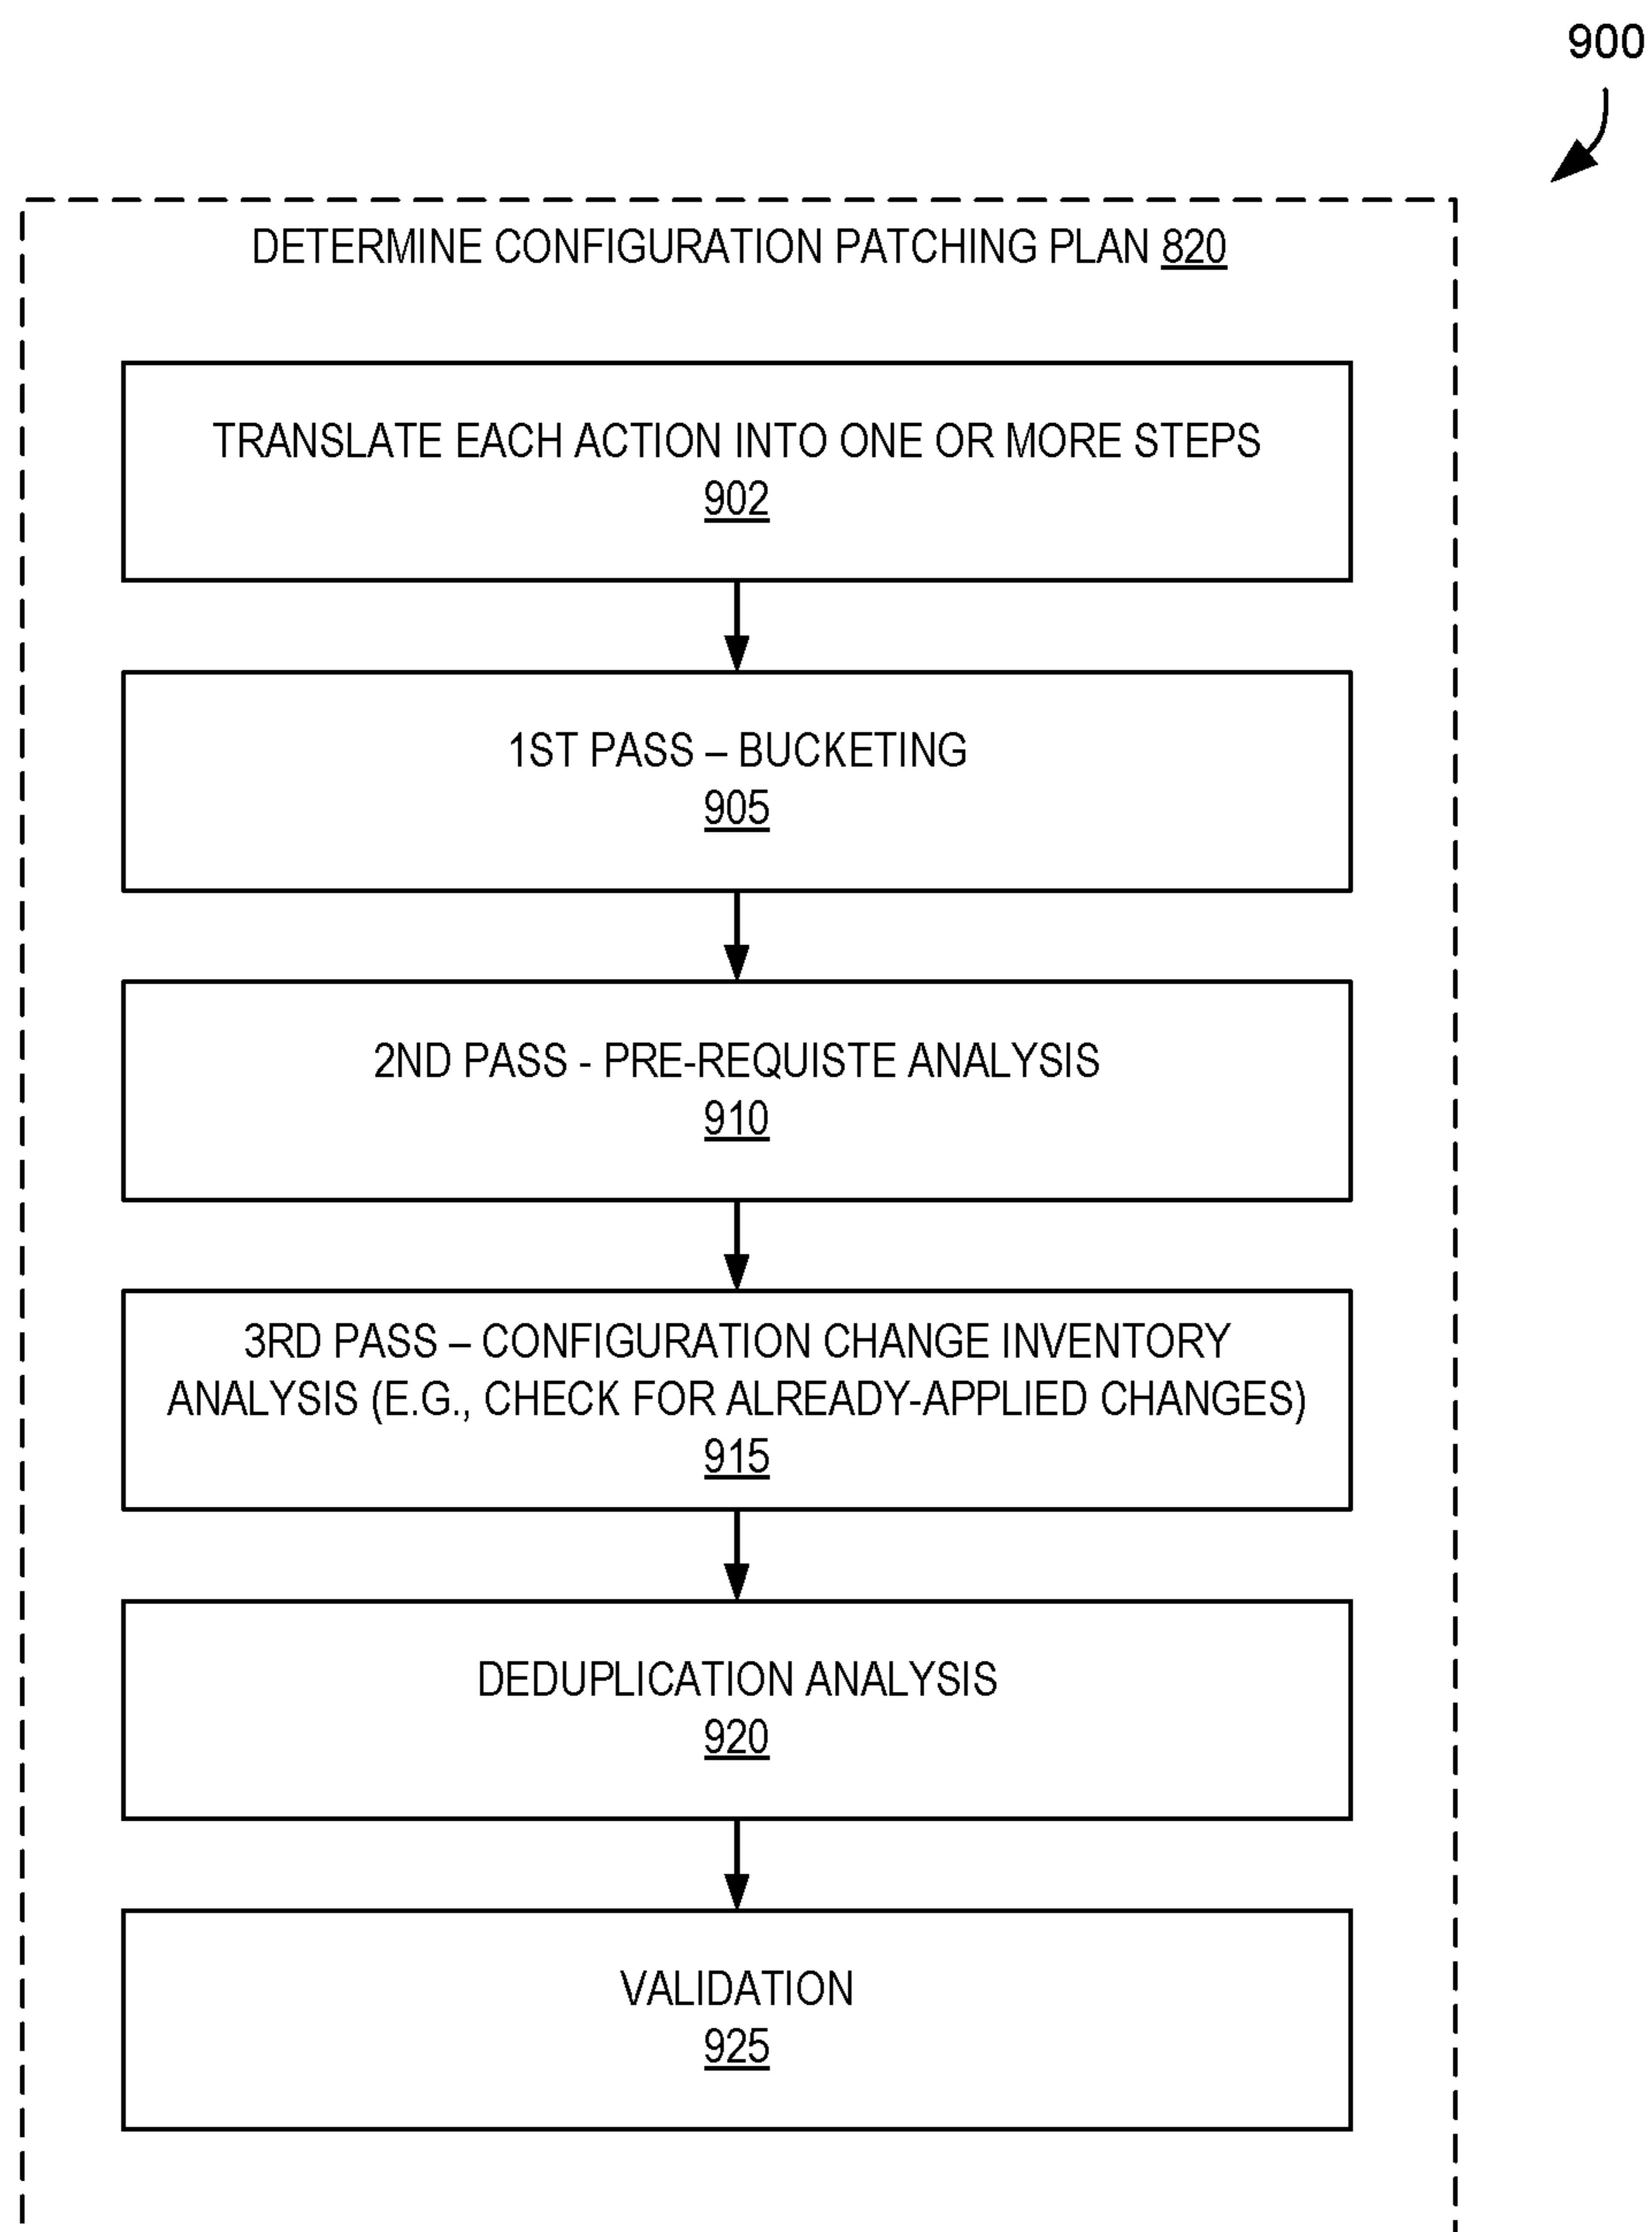 900
DETERMINE CONFIGURATION PATCHING PLAN 820
TRANSLATE EACH ACTION INTO ONE OR MORE STEPS
902
1ST PASS – BUCKETING
905
2ND PASS - PRE-REQUISTE ANALYSIS
910
3RD PASS – CONFIGURATION CHANGE INVENTORY
ANALYSIS (E.G., CHECK FOR ALREADY-APPLIED CHANGES)
915
DEDUPLICATION ANALYSIS
920
VALIDATION
925